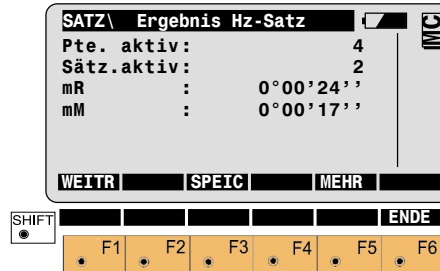 SATZ\ Ergebnis Hz-Satz
MC
Pte. aktiv: 4
Sätz.aktiv: 2
mR : 0°00'24''
mM : 0°00'17''
WEITR SPEIC MEHR
SHIFT ENDE
F1 F2 F3 F4 F5 F6